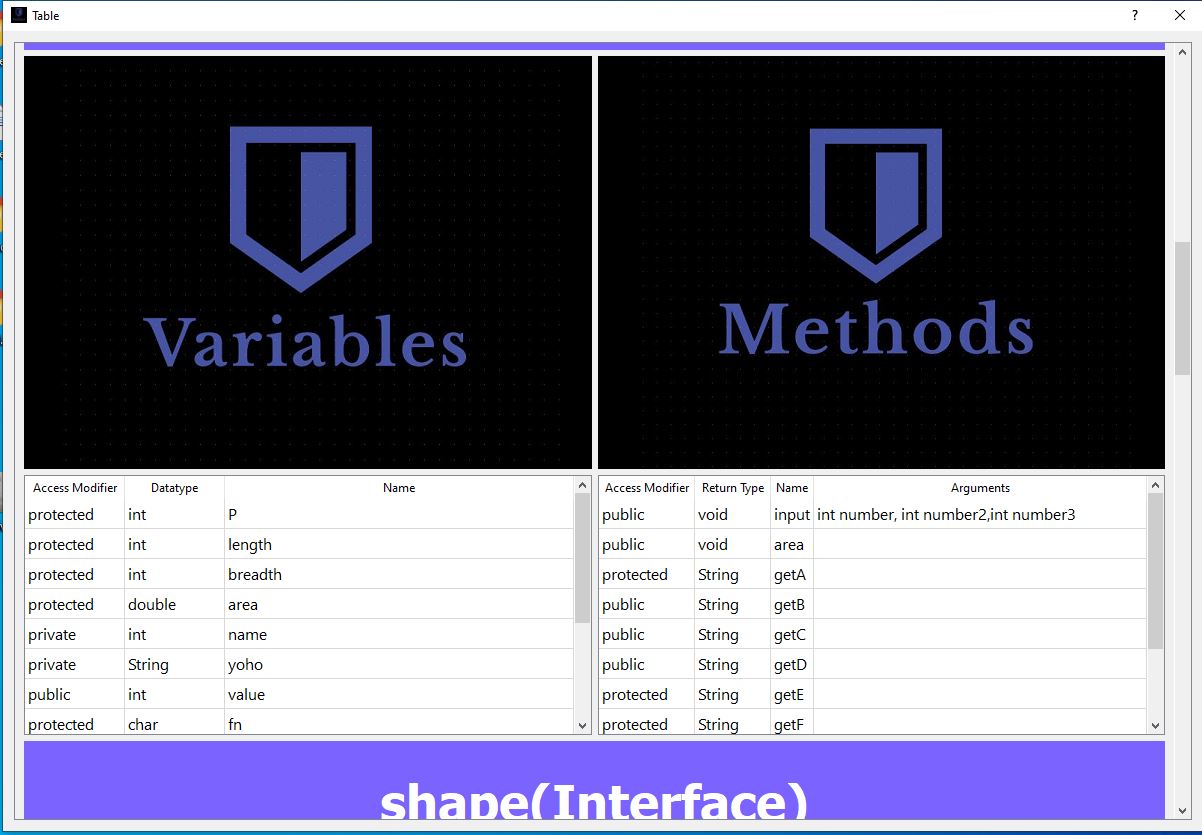 Table
?
Variables
Methods
Access Modifier Datatype Name
protected int P
protected int length
protected int breadth
protected double area
private int name
private String yoho
public int value
protected char fn
Access Modifier Return Type Name Arguments
public void input int number, int number2,int number3
public void area
protected String getA
public String getB
public String getC
public String getD
protected String getE
protected String getF
shape(Interface)